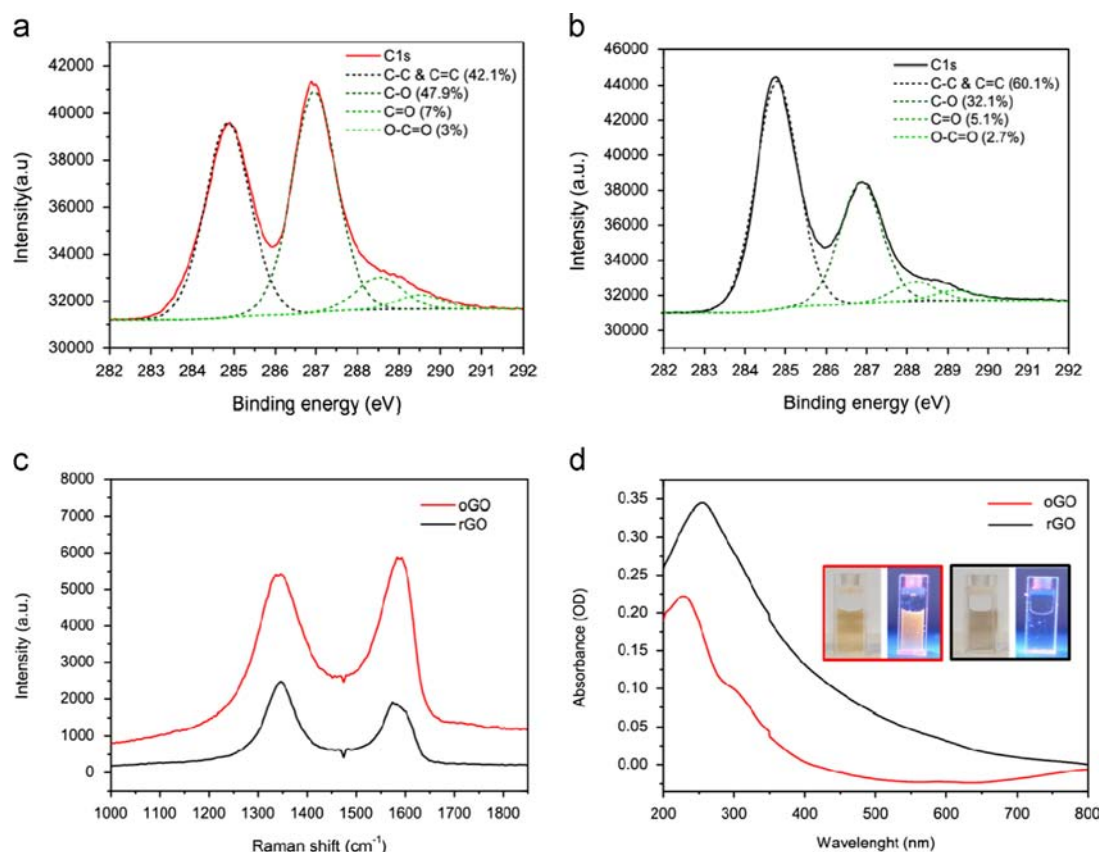 a
42000
40000
38000
36000
34000
32000
30000
Intensity(a.u)
C1s
C-C & C=C (42.1%)
C-O (47.9%)
C=O (7%)
O-C=O (3%)
282 283 284 285 286 287 288 289 290 291 292
Binding energy (eV)
b
46000
44000
42000
40000
38000
36000
34000
32000
30000
Intensity (a.u.)
C1s
C-C & C=C (60.1%)
C-O (32.1%)
C=O (5.1%)
O-C=O (2.7%)
282 283 284 285 286 287 288 289 290 291 292
Binding energy (eV)
c
8000
7000
6000
5000
4000
3000
2000
1000
0
Intensity (a.u.)
oGO
rGO
1000 1100 1200 1300 1400 1500 1600 1700 1800
Raman shift (cm⁻¹)
d
0.35
0.30
0.25
0.20
0.15
0.10
0.05
0.00
Absorbance (OD)
oGO
rGO
200 300 400 500 600 700 800
Wavelenght (nm)